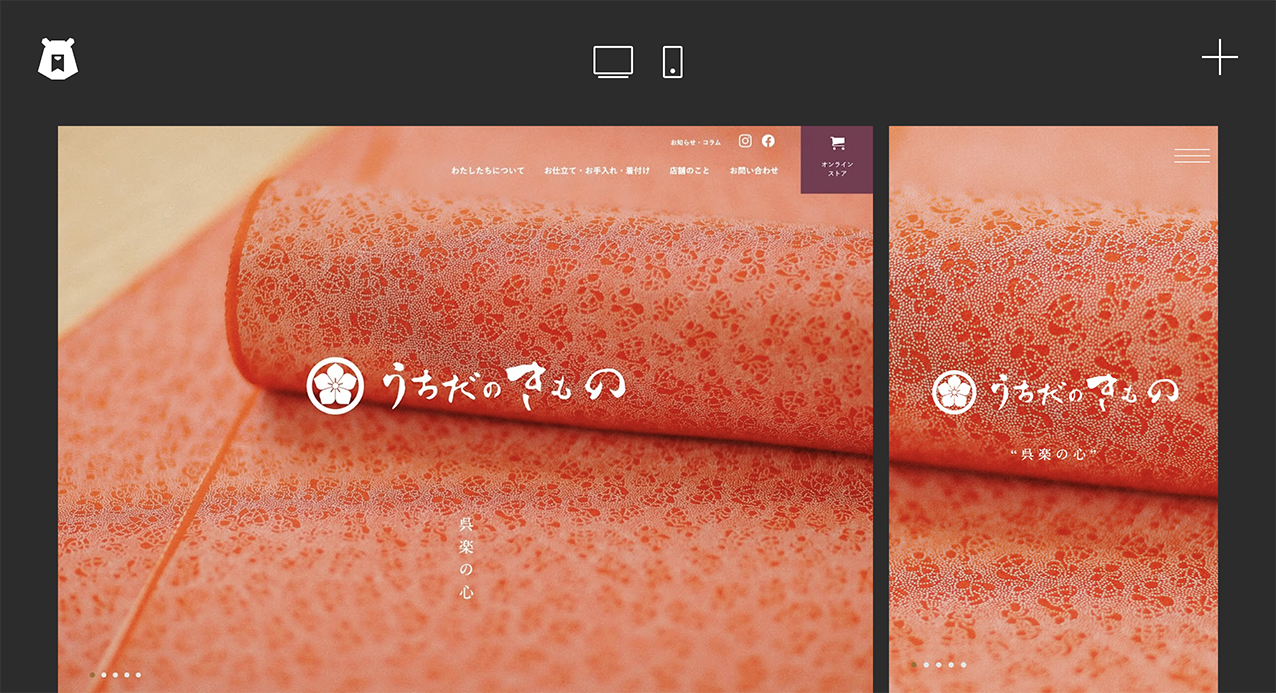 お知らせ・コラム
オンライン
ストア
わたしたちについて お仕立て・お手入れ・着付け 店舗のこと お問い合わせ
うちだのきもの
呉楽の心
うちだのきもの
“呉楽の心”